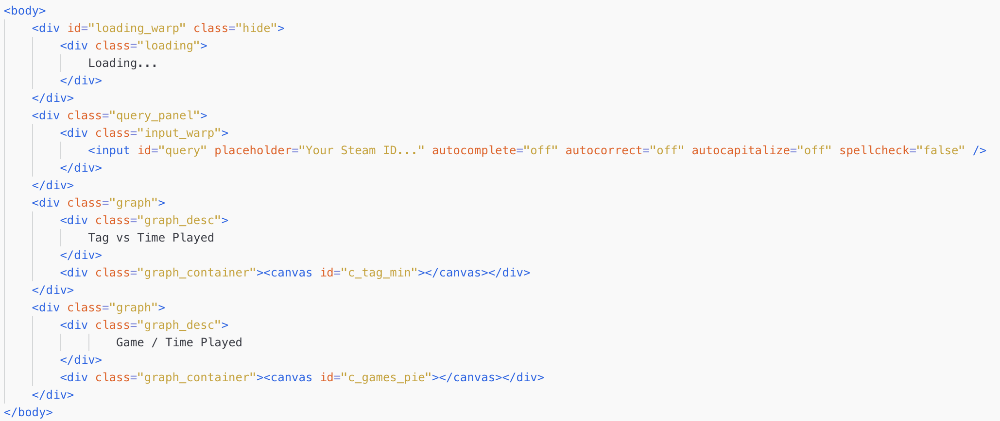 <body>
    <div id="loading_warp" class="hide">
        <div class="loading">
            Loading...
        </div>
    </div>
    <div class="query_panel">
        <div class="input_warp">
            <input id="query" placeholder="Your Steam ID..." autocomplete="off" autocorrect="off" autocapitalize="off" spellcheck="false" />
        </div>
    </div>
    <div class="graph">
        <div class="graph_desc">
            Tag vs Time Played
        </div>
        <div class="graph_container"><canvas id="c_tag_min"></canvas></div>
    </div>
    <div class="graph">
        <div class="graph_desc">
                Game / Time Played
        </div>
        <div class="graph_container"><canvas id="c_games_pie"></canvas></div>
    </div>
</body>